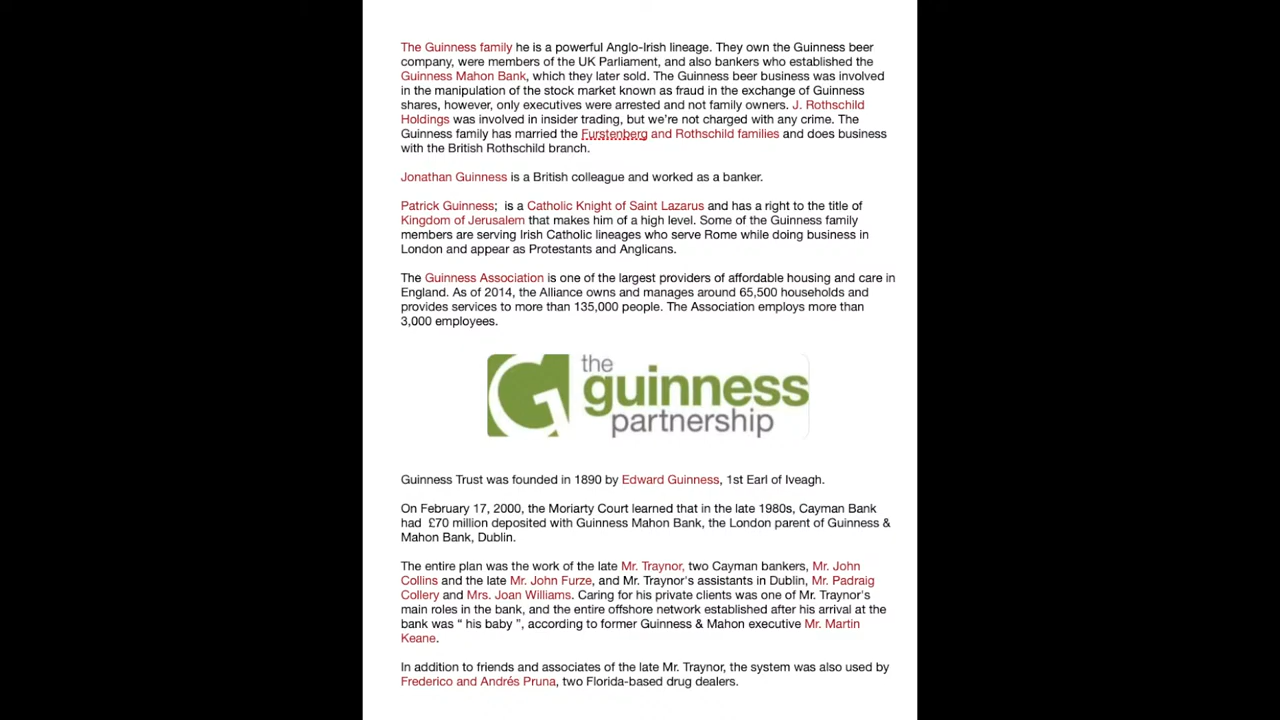 The Guinness family he is a powerful Anglo-Irish lineage. They own the Guinness beer
company, were members of the UK Parliament, and also bankers who established the
Guinness Mahon Bank, which they later sold. The Guinness beer business was involved
in the manipulation of the stock market known as fraud in the exchange of Guinness
shares, however, only executives were arrested and not family owners. J. Rothschild
Holdings was involved in insider trading, but we’re not charged with any crime. The
Guinness family has married the Furstenberg and Rothschild families and does business
with the British Rothschild branch.
Jonathan Guinness is a British colleague and worked as a banker.
Patrick Guinness; is a Catholic Knight of Saint Lazarus and has a right to the title of
Kingdom of Jerusalem that makes him of a high level. Some of the Guinness family
members are serving Irish Catholic lineages who serve Rome while doing business in
London and appear as Protestants and Anglicans.
The Guinness Association is one of the largest providers of affordable housing and care in
England. As of 2014, the Alliance owns and manages around 65,500 households and
provides services to more than 135,000 people. The Association employs more than
3,000 employees.
the
guinness
partnership
Guinness Trust was founded in 1890 by Edward Guinness, 1st Earl of Iveagh.
On February 17, 2000, the Moriarty Court learned that in the late 1980s, Cayman Bank
had £70 million deposited with Guinness Mahon Bank, the London parent of Guinness &
Mahon Bank, Dublin.
The entire plan was the work of the late Mr. Traynor, two Cayman bankers, Mr. John
Collins and the late Mr. John Furze, and Mr. Traynor's assistants in Dublin, Mr. Padraig
Collery and Mrs. Joan Williams. Caring for his private clients was one of Mr. Traynor's
main roles in the bank, and the entire offshore network established after his arrival at the
bank was “ his baby ”, according to former Guinness & Mahon executive Mr. Martin
Keane.
In addition to friends and associates of the late Mr. Traynor, the system was also used by
Frederico and Andrés Pruna, two Florida-based drug dealers.